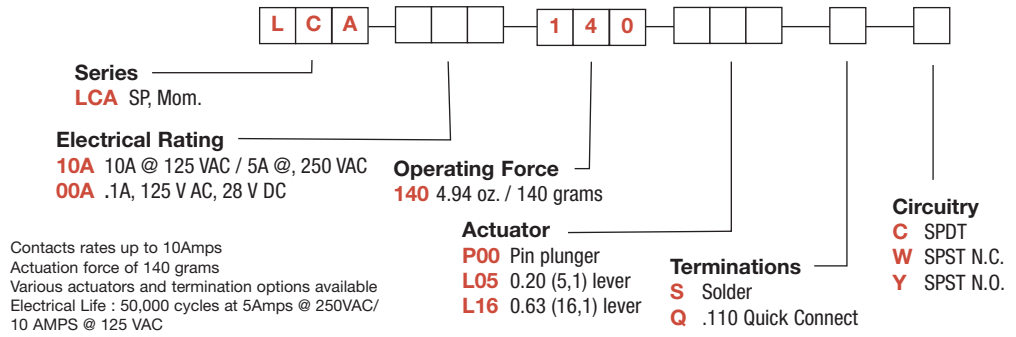 L C A 1 4 0
Series
LCA SP, Mom.
Electrical Rating
10A 10A @ 125 VAC / 5A @, 250 VAC
00A .1A, 125 V AC, 28 V DC
Operating Force
140 4.94 oz. / 140 grams
Actuator
P00 Pin plunger
L05 0.20 (5,1) lever
L16 0.63 (16,1) lever
Terminations
S Solder
Q .110 Quick Connect
Circuitry
C SPDT
W SPST N.C.
Y SPST N.O.
Contacts rates up to 10Amps
Actuation force of 140 grams
Various actuators and termination options available
Electrical Life : 50,000 cycles at 5Amps @ 250VAC/
10 AMPS @ 125 VAC